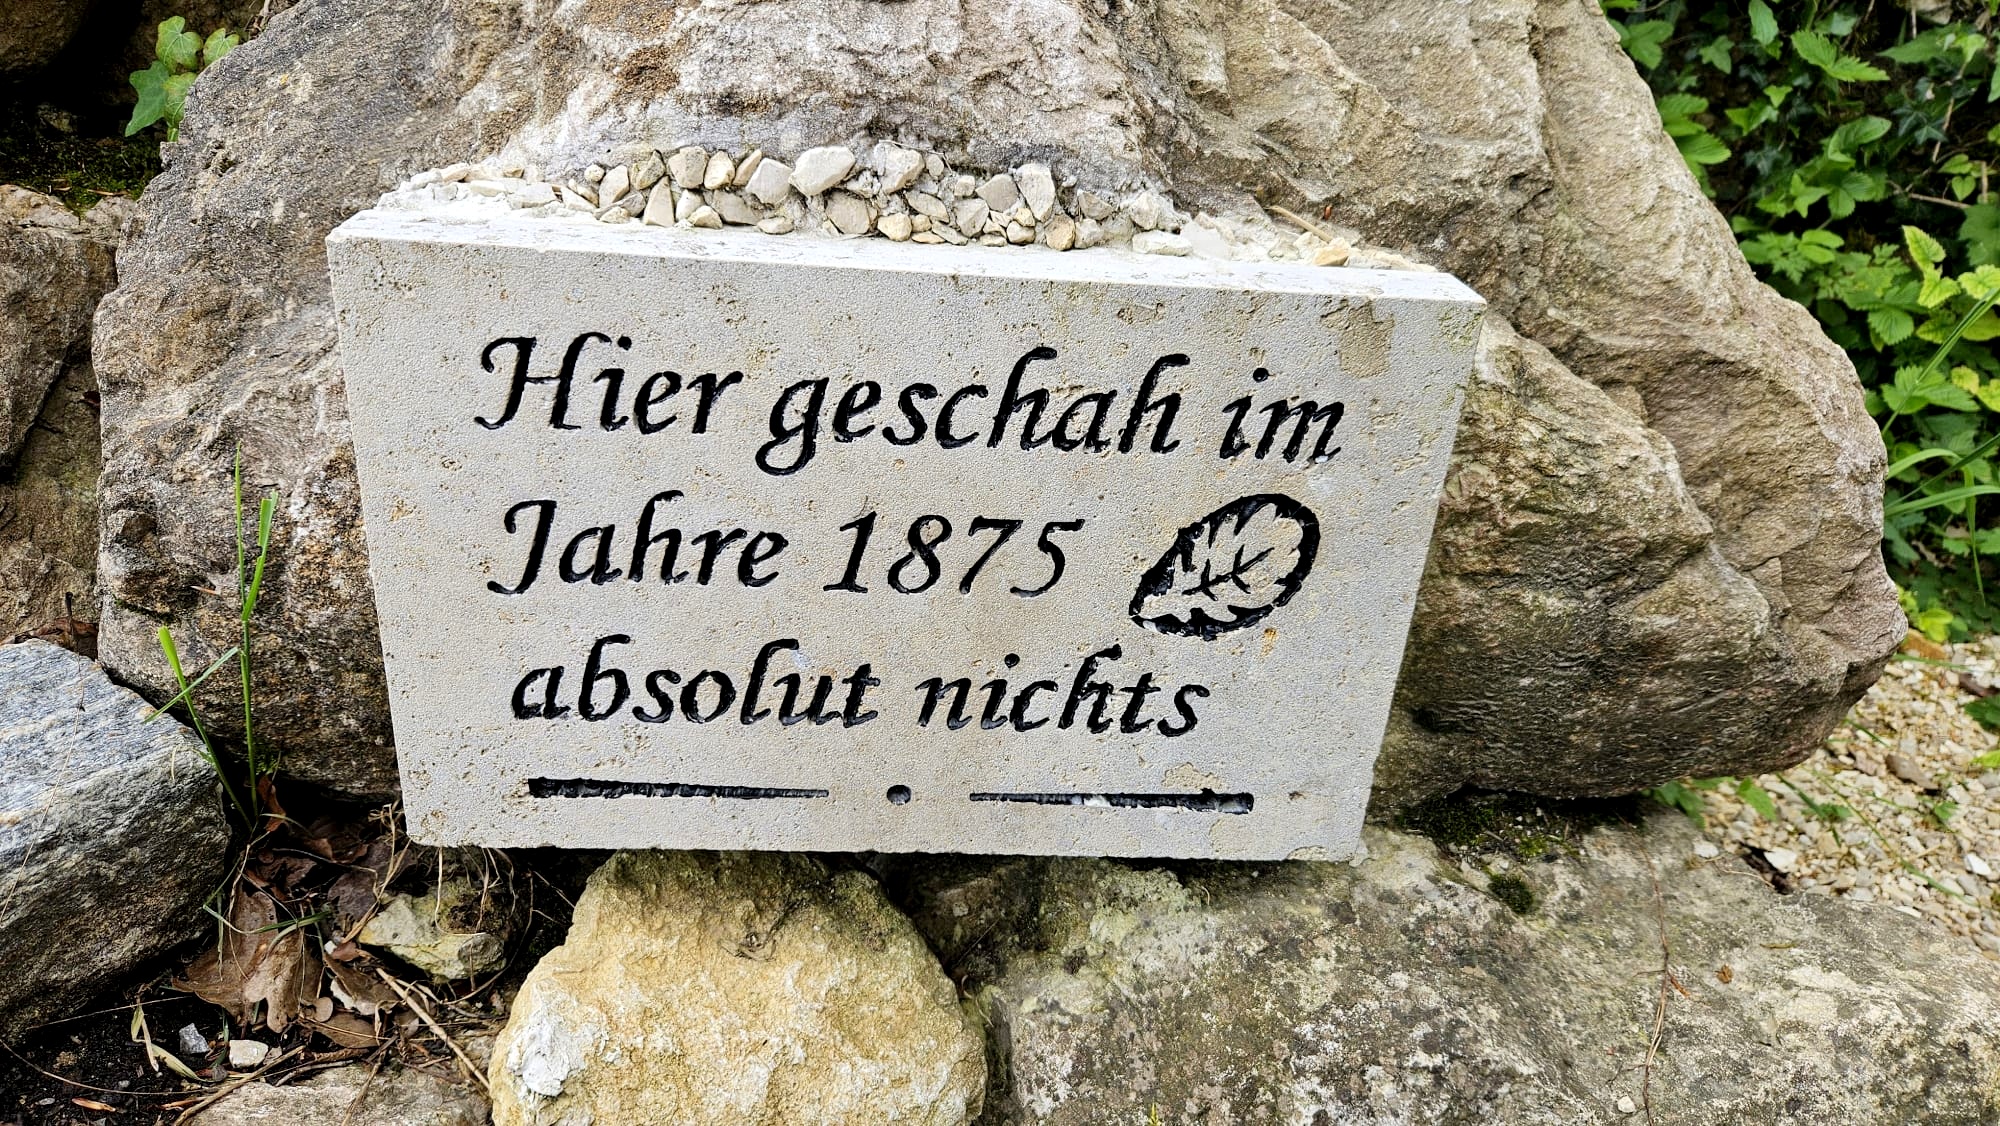 Hier geschah im
Jahre 1875
absolut nichts